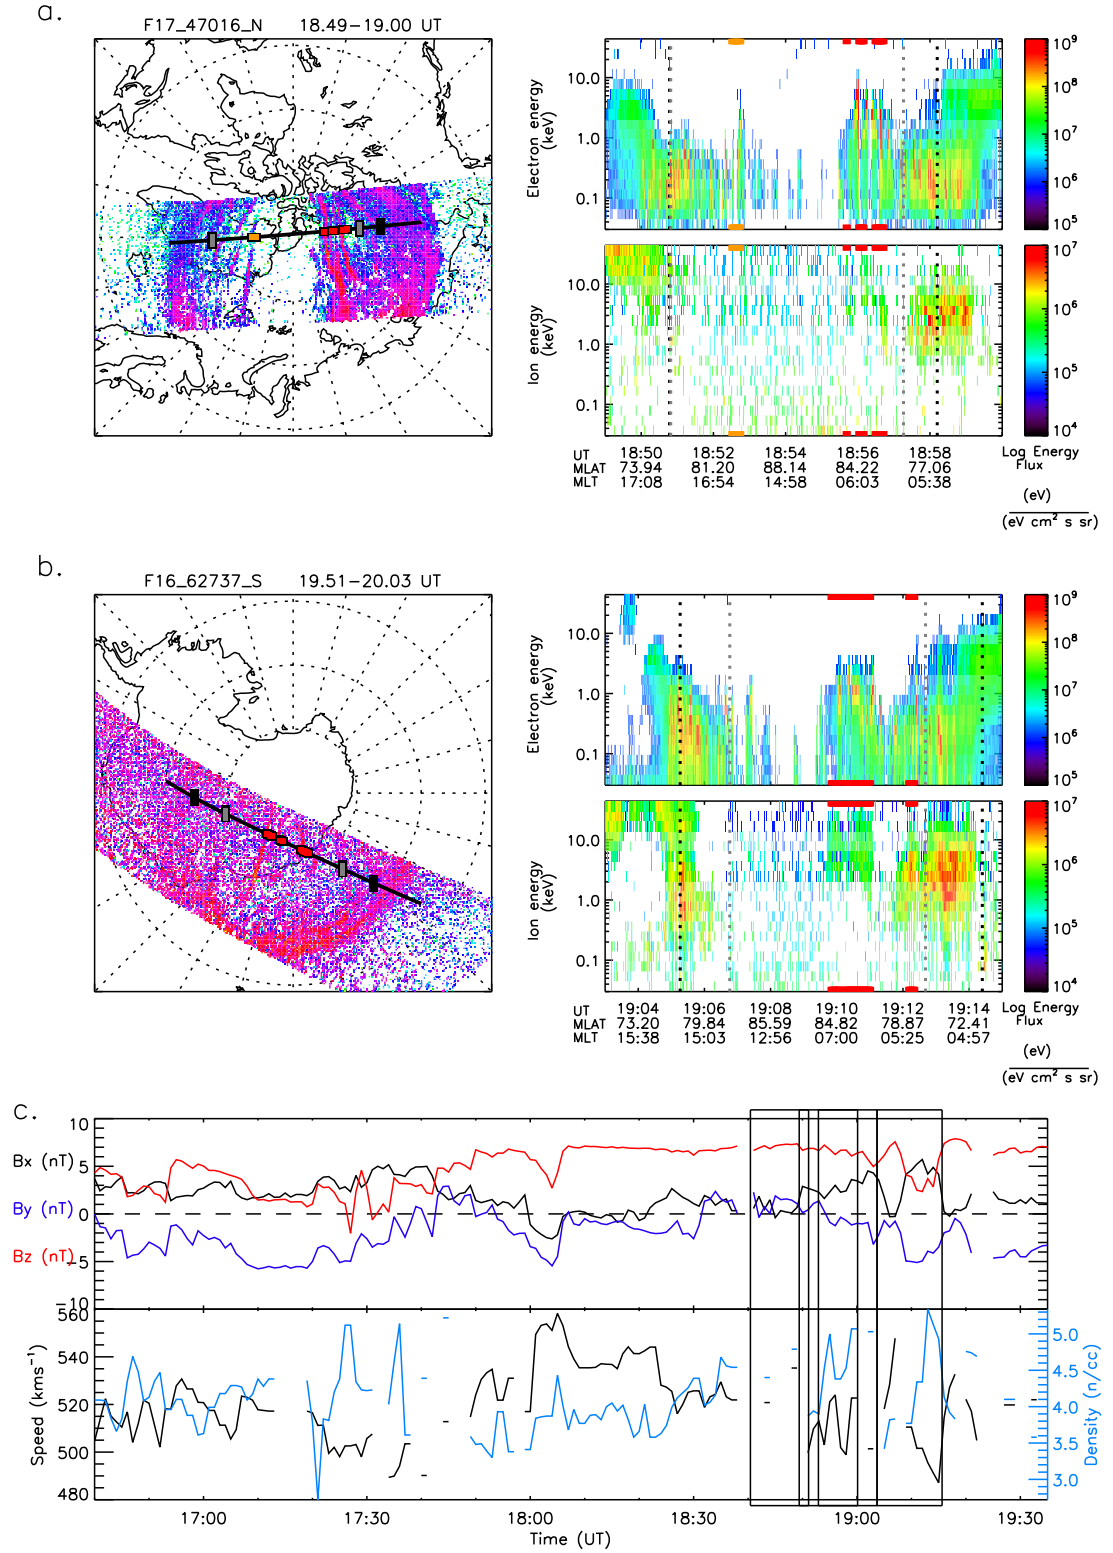 a.
F17_47016_N 18.49–19.00 UT
Electron energy
(keV)
10.0
1.0
0.1
10^9
10^8
10^7
10^6
10^5
Ion energy
(keV)
10.0
1.0
0.1
10^7
10^6
10^5
10^4
UT 18:50 18:52 18:54 18:56 18:58
MLAT 73.94 81.20 88.14 84.22 77.06
MLT 17:08 16:54 14:58 06:03 05:38
Log Energy
Flux
(eV)
(eV cm² s sr)
b.
F16_62737_S 19.51–20.03 UT
Electron energy
(keV)
10.0
1.0
0.1
10^9
10^8
10^7
10^6
10^5
Ion energy
(keV)
10.0
1.0
0.1
10^7
10^6
10^5
10^4
UT 19:04 19:06 19:08 19:10 19:12 19:14
MLAT 73.20 79.84 85.59 84.82 78.87 72.41
MLT 15:38 15:03 12:56 07:00 05:25 04:57
Log Energy
Flux
(eV)
(eV cm² s sr)
c.
Bx (nT)
By (nT)
Bz (nT)
10
5
0
−5
−10
Speed (kms⁻¹)
560
540
520
500
480
5.0
4.5
4.0
3.5
3.0
Density (n/cc)
17:00 17:30 18:00 18:30 19:00 19:30
Time (UT)